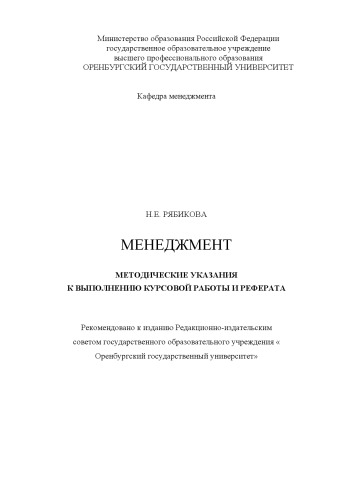 Министерство образования Российской Федерации
государственное образовательное учреждение
высшего профессионального образования
ОРЕНБУРГСКИЙ ГОСУДАРСТВЕННЫЙ УНИВЕРСИТЕТ
Кафедра менеджмента
Н.Е. РЯБИКОВА
МЕНЕДЖМЕНТ
МЕТОДИЧЕСКИЕ УКАЗАНИЯ
К ВЫПОЛНЕНИЮ КУРСОВОЙ РАБОТЫ И РЕФЕРАТА
Рекомендовано к изданию Редакционно-издательским
советом государственного образовательного учреждения «
Оренбургский государственный университет»